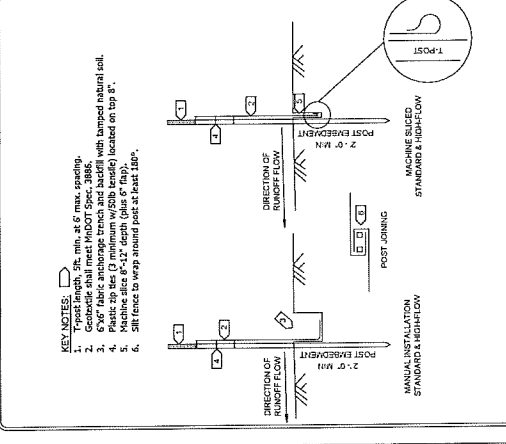 KEY NOTES:
1. T-post length, 5ft. min. at 6' max. spacing.
2. Geotextile shall meet MnDOT Spec. 3886.
3. 6"x6" fabric anchorage trench and backfill with tamped natural soil.
4. Plastic zip ties (3 minimum w/50lb tensile) located on top 8".
5. Machine slice 8"-12" depth (plus 6" flap).
6. Silt fence to wrap around post at least 180°.
1
2
4
3
DIRECTION OF
RUNOFF FLOW
2'-0" MIN
POST EMBEDMENT
MANUAL INSTALLATION
STANDARD & HIGH-FLOW
6
POST JOINING
1
2
4
5
DIRECTION OF
RUNOFF FLOW
2'-0" MIN
POST EMBEDMENT
MACHINE SLICED
STANDARD & HIGH-FLOW
T-POST